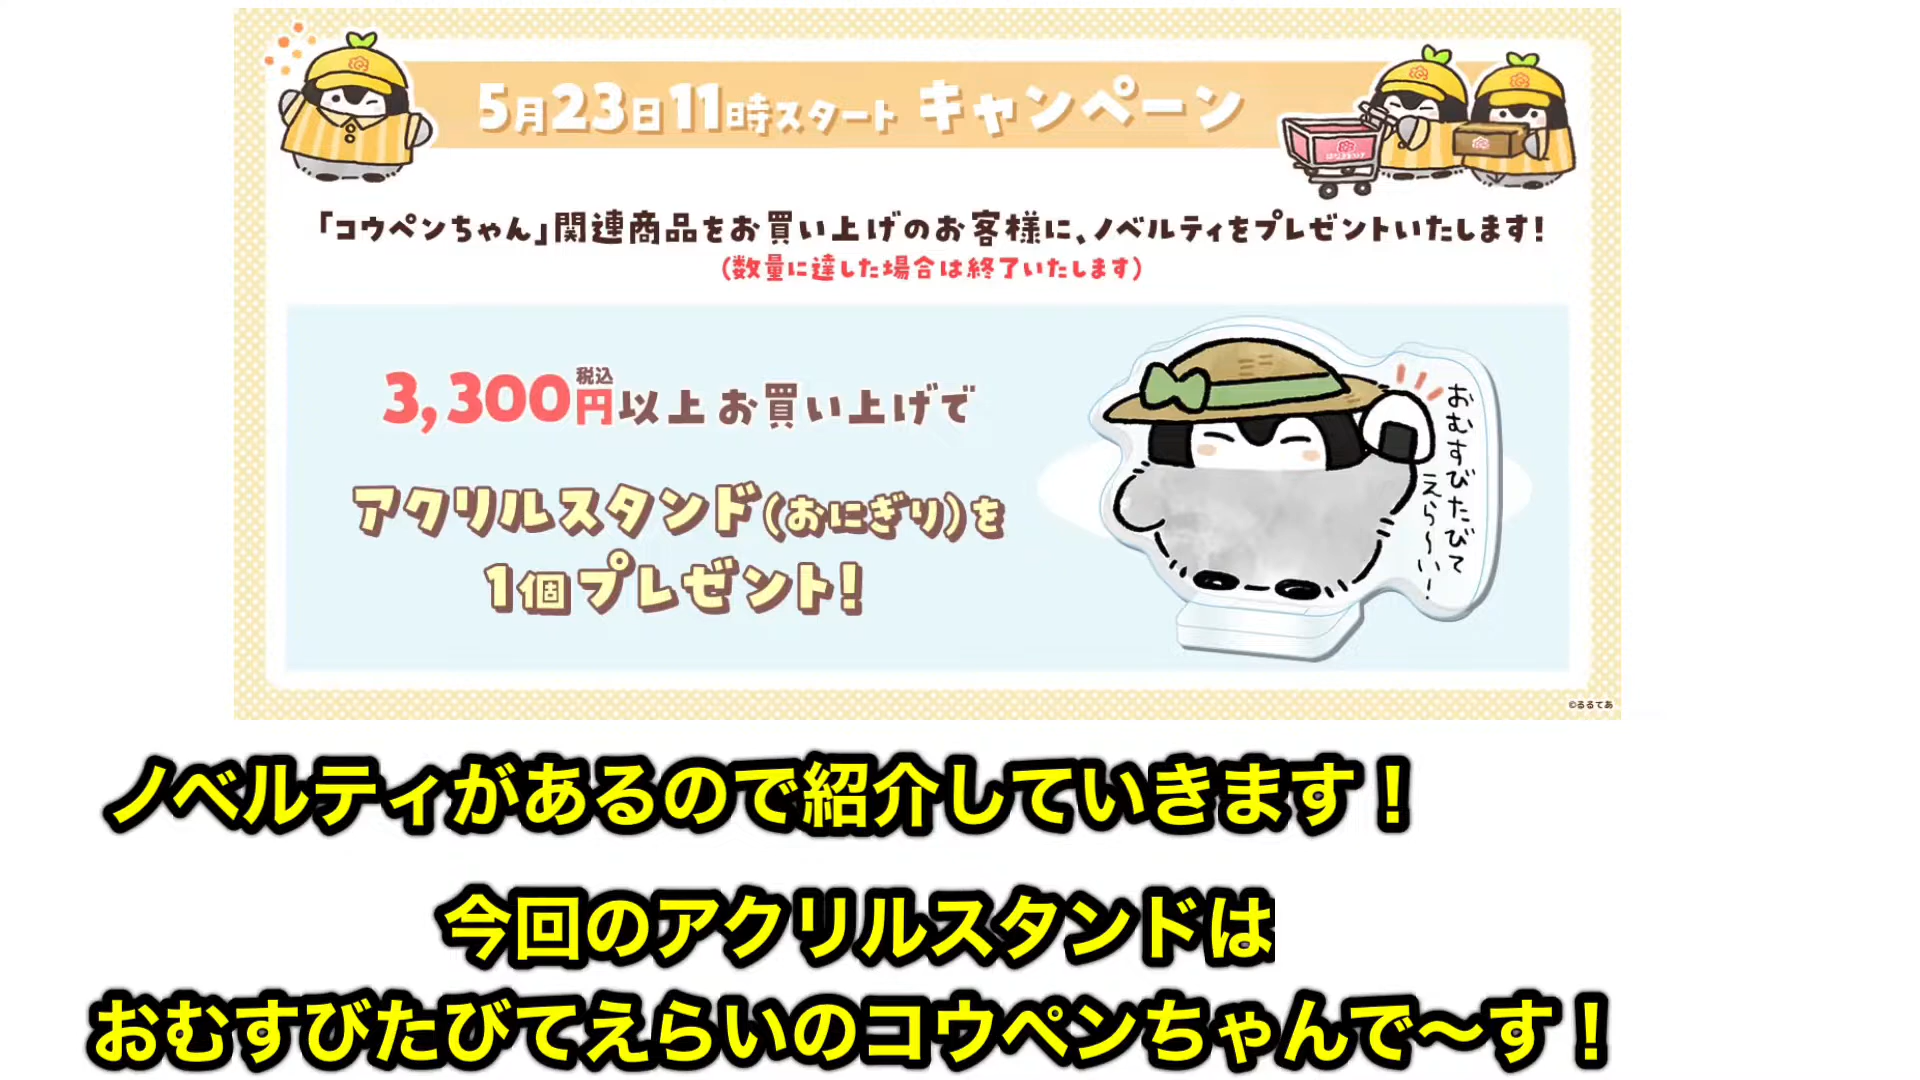 5月23日11時スタート キャンペーン
「コウペンちゃん」関連商品をお買い上げのお客様に、ノベルティをプレゼントいたします!
(数量に達した場合は終了いたします)
3,300円税込以上お買い上げで
アクリルスタンド(おにぎり)を
1個プレゼント!
おむすびたびて
えら〜い!
©るるてあ
ノベルティがあるので紹介していきます！
今回のアクリルスタンドは
おむすびたびてえらいのコウペンちゃんで〜す！